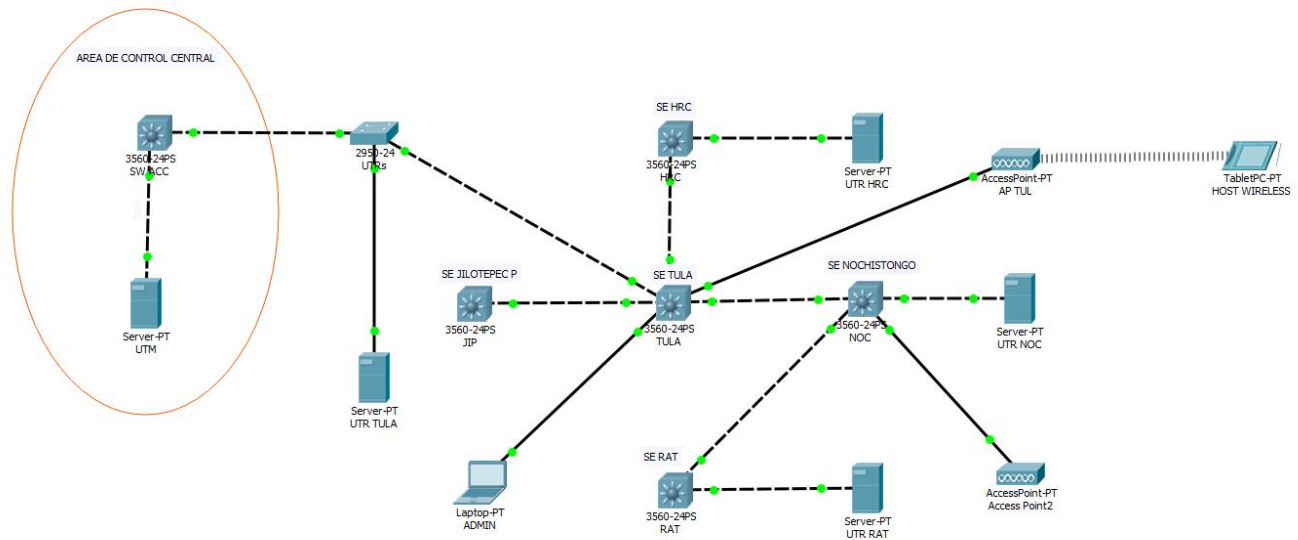 AREA DE CONTROL CENTRAL
3560-24PS
SW ACC
Server-PT
UTM
2950-24
UTRs
Server-PT
UTR TULA
SE HRC
3560-24PS
HRC
Server-PT
UTR HRC
AccessPoint-PT
AP TUL
TabletPC-PT
HOST WIRELESS
SE JILOTEPEC P
3560-24PS
JIP
SE TULA
3560-24PS
TULA
SE NOCHISTONGO
3560-24PS
NOC
Server-PT
UTR NOC
Laptop-PT
ADMIN
SE RAT
3560-24PS
RAT
Server-PT
UTR RAT
AccessPoint-PT
Access Point2